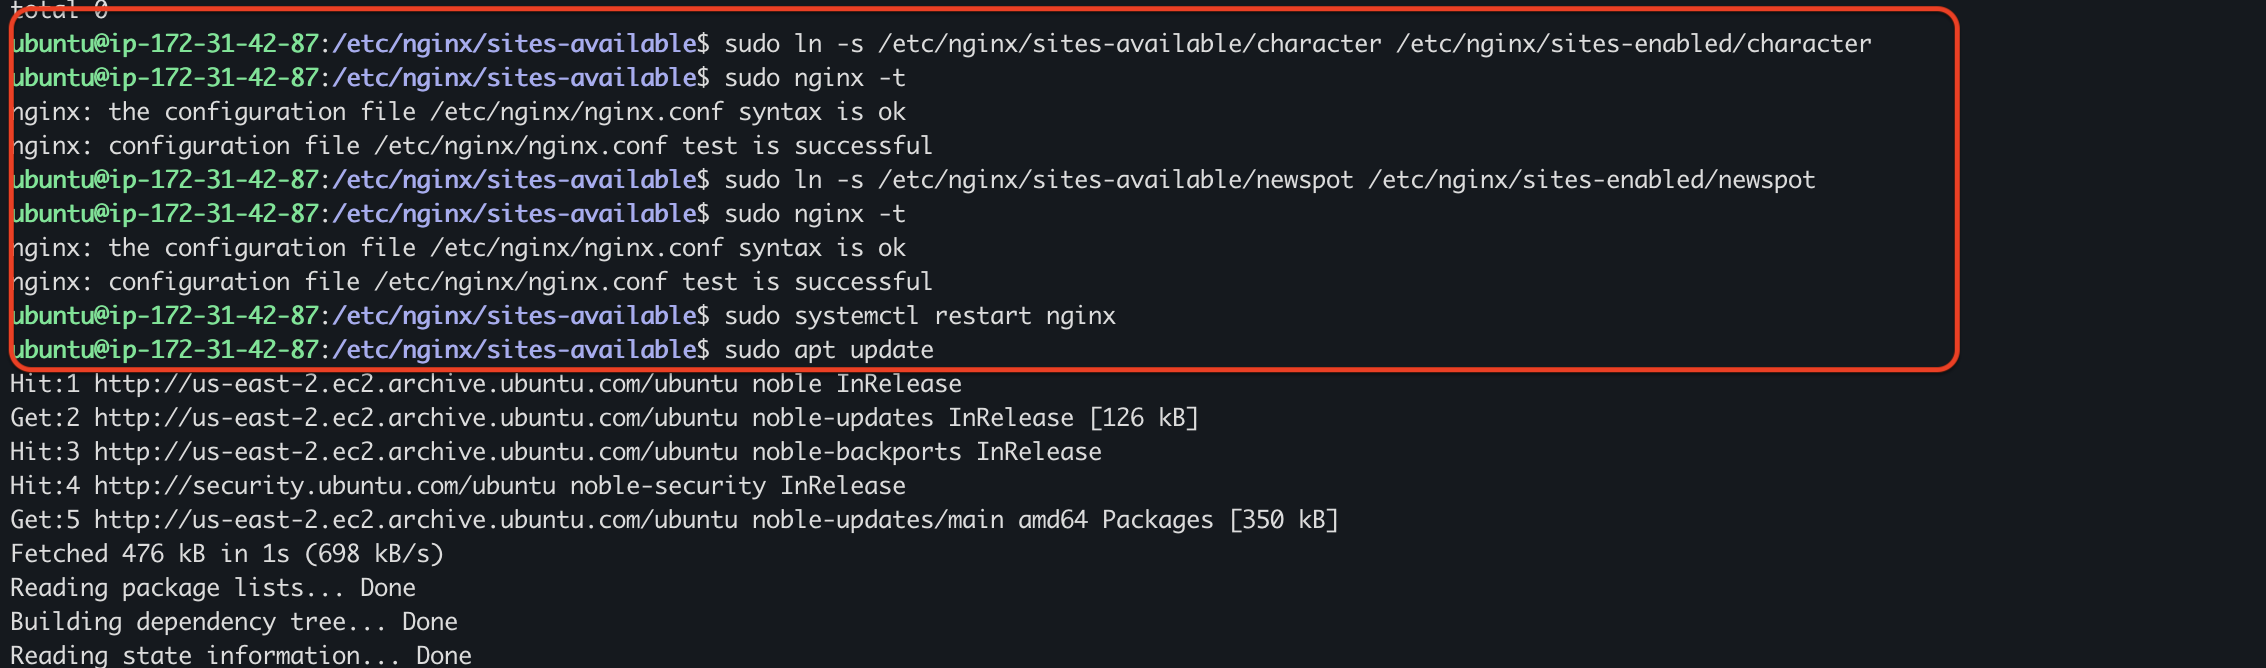 total 0
ubuntu@ip-172-31-42-87:/etc/nginx/sites-available$ sudo ln -s /etc/nginx/sites-available/character /etc/nginx/sites-enabled/character
ubuntu@ip-172-31-42-87:/etc/nginx/sites-available$ sudo nginx -t
nginx: the configuration file /etc/nginx/nginx.conf syntax is ok
nginx: configuration file /etc/nginx/nginx.conf test is successful
ubuntu@ip-172-31-42-87:/etc/nginx/sites-available$ sudo ln -s /etc/nginx/sites-available/newspot /etc/nginx/sites-enabled/newspot
ubuntu@ip-172-31-42-87:/etc/nginx/sites-available$ sudo nginx -t
nginx: the configuration file /etc/nginx/nginx.conf syntax is ok
nginx: configuration file /etc/nginx/nginx.conf test is successful
ubuntu@ip-172-31-42-87:/etc/nginx/sites-available$ sudo systemctl restart nginx
ubuntu@ip-172-31-42-87:/etc/nginx/sites-available$ sudo apt update
Hit:1 http://us-east-2.ec2.archive.ubuntu.com/ubuntu noble InRelease
Get:2 http://us-east-2.ec2.archive.ubuntu.com/ubuntu noble-updates InRelease [126 kB]
Hit:3 http://us-east-2.ec2.archive.ubuntu.com/ubuntu noble-backports InRelease
Hit:4 http://security.ubuntu.com/ubuntu noble-security InRelease
Get:5 http://us-east-2.ec2.archive.ubuntu.com/ubuntu noble-updates/main amd64 Packages [350 kB]
Fetched 476 kB in 1s (698 kB/s)
Reading package lists... Done
Building dependency tree... Done
Reading state information... Done